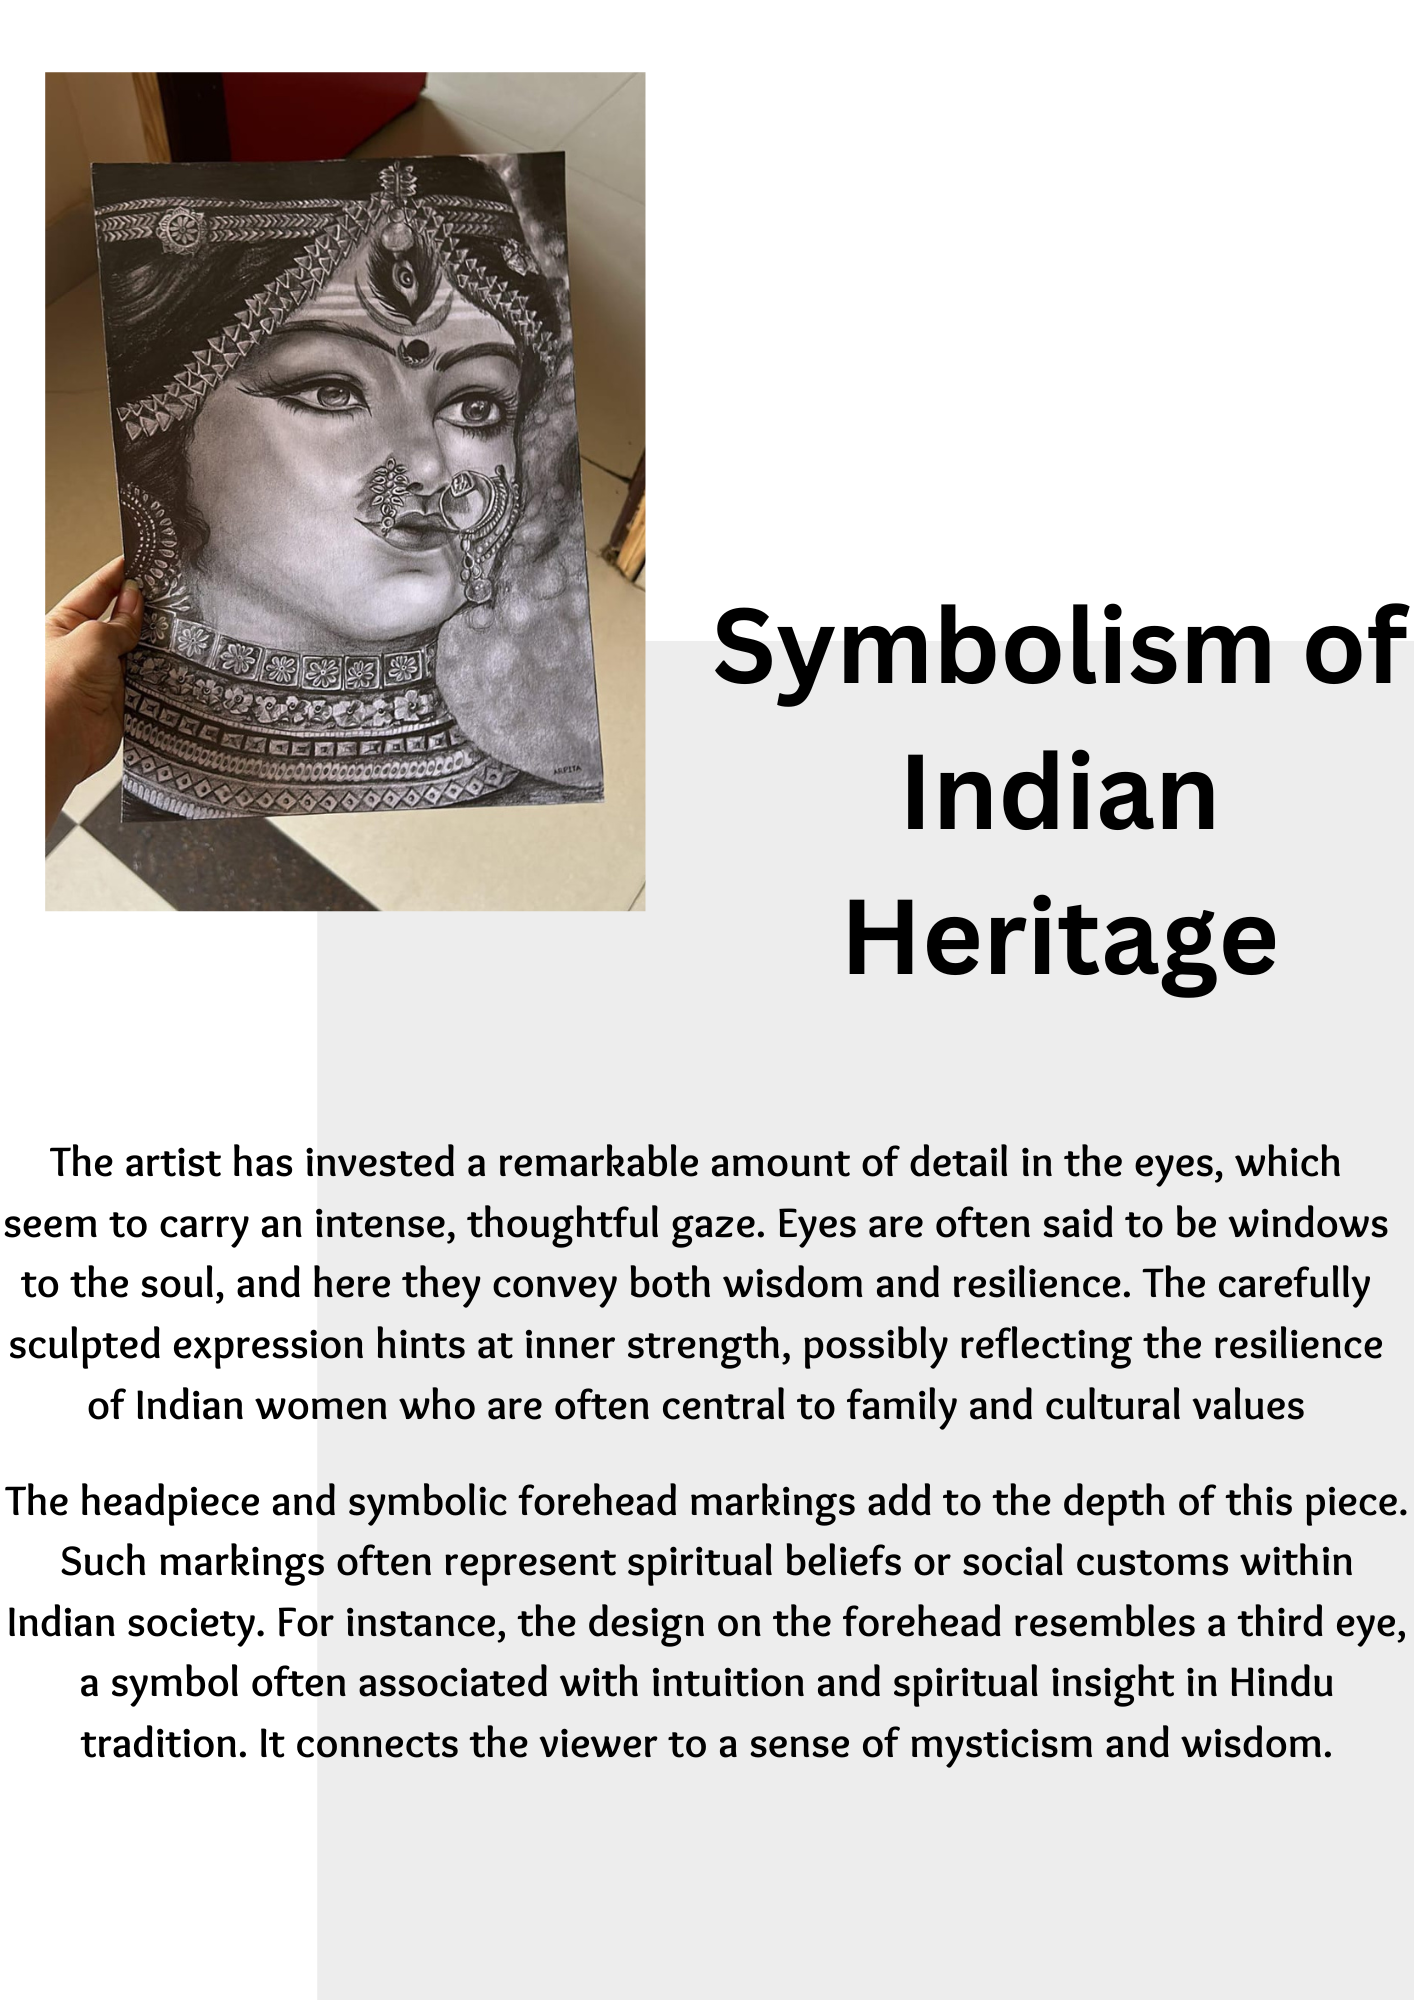 ARPITA
Symbolism of
Indian
Heritage
The artist has invested a remarkable amount of detail in the eyes, which
seem to carry an intense, thoughtful gaze. Eyes are often said to be windows
to the soul, and here they convey both wisdom and resilience. The carefully
sculpted expression hints at inner strength, possibly reflecting the resilience
of Indian women who are often central to family and cultural values
The headpiece and symbolic forehead markings add to the depth of this piece.
Such markings often represent spiritual beliefs or social customs within
Indian society. For instance, the design on the forehead resembles a third eye,
a symbol often associated with intuition and spiritual insight in Hindu
tradition. It connects the viewer to a sense of mysticism and wisdom.